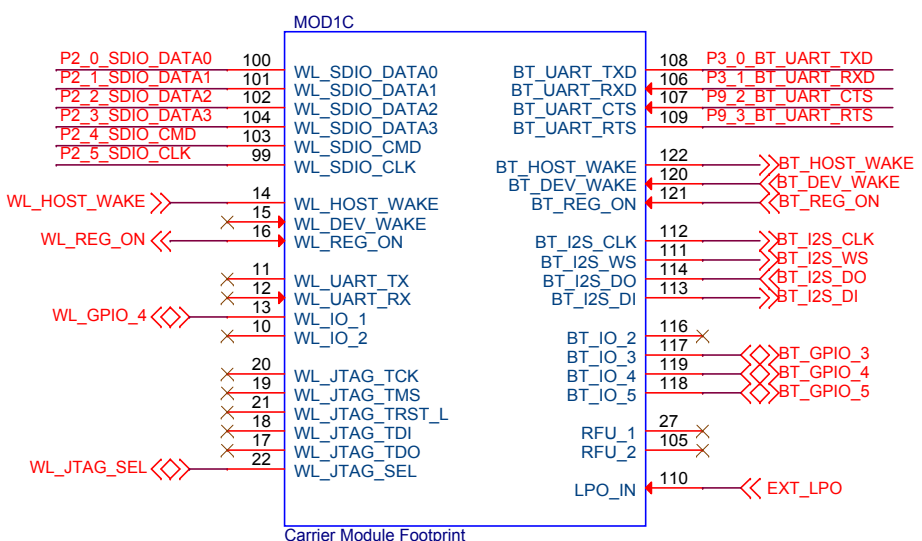 MOD1C
P2_0_SDIO_DATA0 100 WL_SDIO_DATA0 BT_UART_TXD 108 P3_0_BT_UART_TXD
P2_1_SDIO_DATA1 101 WL_SDIO_DATA1 BT_UART_RXD 106 P3_1_BT_UART_RXD
P2_2_SDIO_DATA2 102 WL_SDIO_DATA2 BT_UART_CTS 107 P9_2_BT_UART_CTS
P2_3_SDIO_DATA3 104 WL_SDIO_DATA3 BT_UART_RTS 109 P9_3_BT_UART_RTS
P2_4_SDIO_CMD 103 WL_SDIO_CMD
P2_5_SDIO_CLK 99 WL_SDIO_CLK BT_HOST_WAKE 122 BT_HOST_WAKE
BT_DEV_WAKE 120 BT_DEV_WAKE
WL_HOST_WAKE 14 WL_HOST_WAKE BT_REG_ON 121 BT_REG_ON
15 WL_DEV_WAKE
WL_REG_ON 16 WL_REG_ON BT_I2S_CLK 112 BT_I2S_CLK
BT_I2S_WS 111 BT_I2S_WS
11 WL_UART_TX BT_I2S_DO 114 BT_I2S_DO
12 WL_UART_RX BT_I2S_DI 113 BT_I2S_DI
WL_GPIO_4 13 WL_IO_1
10 WL_IO_2 BT_IO_2 116
BT_IO_3 117 BT_GPIO_3
20 WL_JTAG_TCK BT_IO_4 119 BT_GPIO_4
19 WL_JTAG_TMS BT_IO_5 118 BT_GPIO_5
21 WL_JTAG_TRST_L
18 WL_JTAG_TDI RFU_1 27
17 WL_JTAG_TDO RFU_2 105
WL_JTAG_SEL 22 WL_JTAG_SEL
LPO_IN 110 EXT_LPO
Carrier Module Footprint